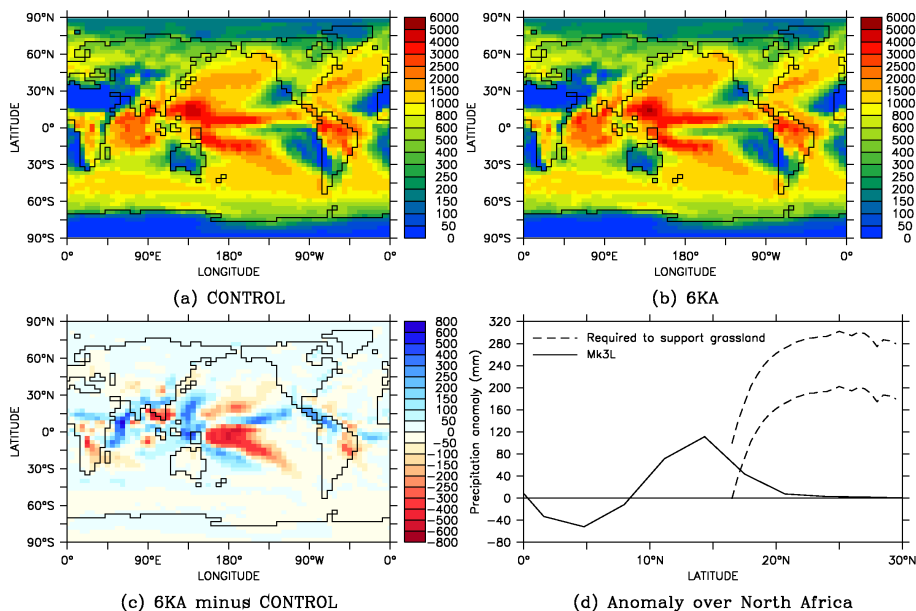 90°N
60°N
30°N
0°
30°S
60°S
90°S
LATITUDE
0°
90°E
180°W
90°W
0°
LONGITUDE
6000
5000
4000
3000
2500
2000
1500
1000
800
600
500
400
300
250
200
150
100
50
0
(a) CONTROL
90°N
60°N
30°N
0°
30°S
60°S
90°S
LATITUDE
0°
90°E
180°W
90°W
0°
LONGITUDE
6000
5000
4000
3000
2500
2000
1500
1000
800
600
500
400
300
250
200
150
100
50
0
(b) 6KA
90°N
60°N
30°N
0°
30°S
60°S
90°S
LATITUDE
0°
90°E
180°W
90°W
0°
LONGITUDE
800
600
500
400
300
250
200
150
100
50
0
−50
−100
−150
−200
−250
−300
−400
−500
−600
−800
(c) 6KA minus CONTROL
320
280
240
200
160
120
80
40
0
−40
−80
Precipitation anomaly (mm)
Required to support grassland
Mk3L
0°
10°N
20°N
30°N
LATITUDE
(d) Anomaly over North Africa